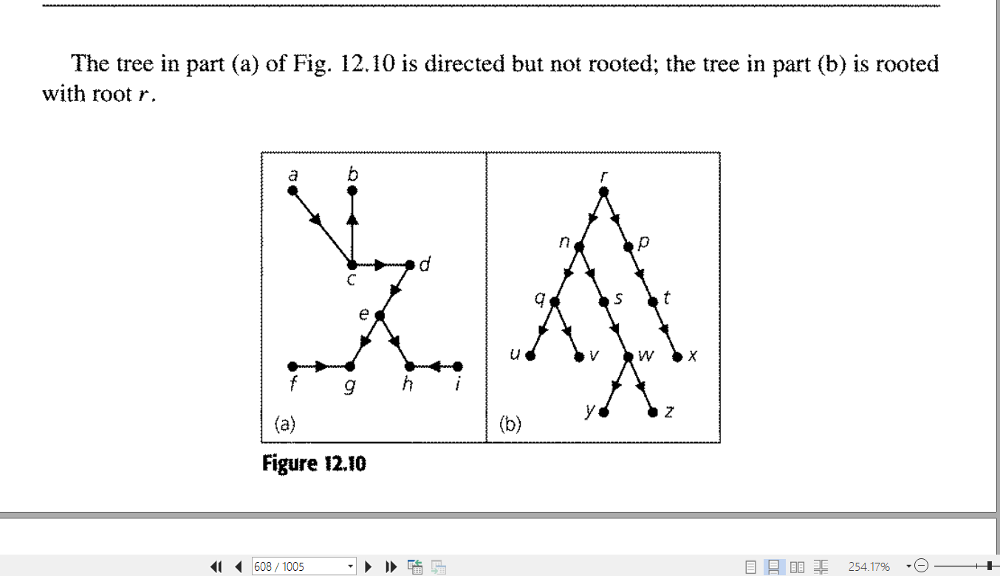 The tree in part (a) of Fig. 12.10 is directed but not rooted; the tree in part (b) is rooted
with root r.
a
b
c
d
e
f
g
h
i
(a)
r
n
p
q
s
t
u
v
w
x
y
z
(b)
Figure 12.10
608 / 1005
254.17%